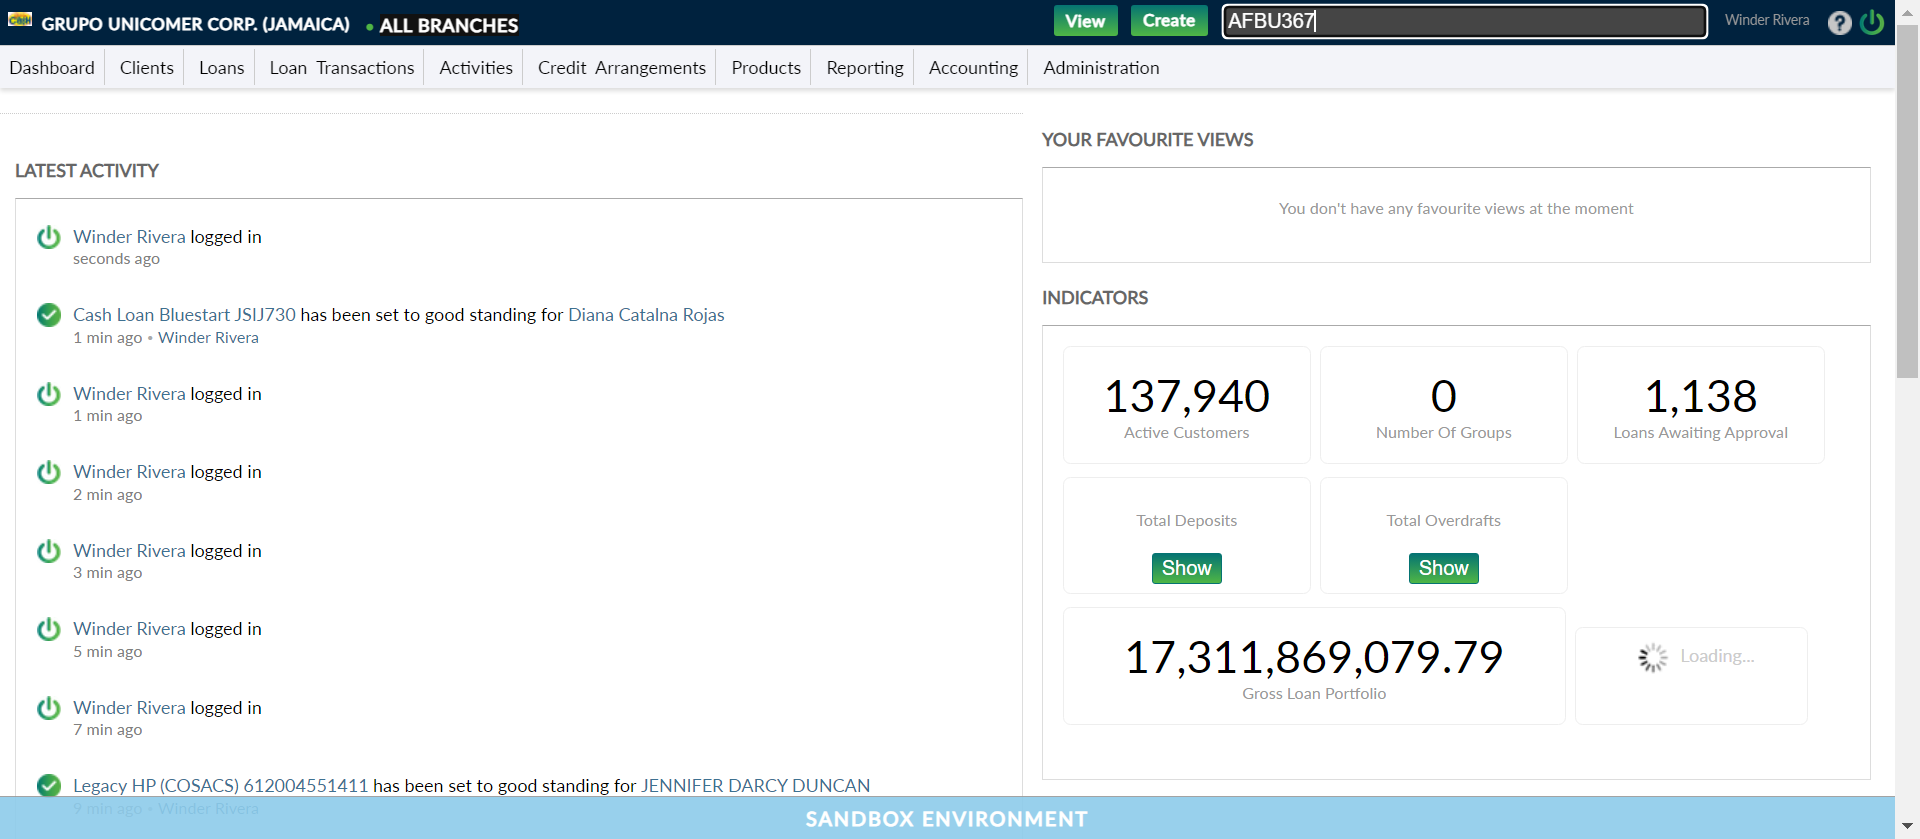 Cash
GRUPO UNICOMER CORP. (JAMAICA) • ALL BRANCHES
View
Create
AFBU367
Winder Rivera
?
Dashboard
Clients
Loans
Loan Transactions
Activities
Credit Arrangements
Products
Reporting
Accounting
Administration
LATEST ACTIVITY
Winder Rivera logged in
seconds ago
Cash Loan Bluestart JSIJ730 has been set to good standing for Diana Catalna Rojas
1 min ago • Winder Rivera
Winder Rivera logged in
1 min ago
Winder Rivera logged in
2 min ago
Winder Rivera logged in
3 min ago
Winder Rivera logged in
5 min ago
Winder Rivera logged in
7 min ago
Legacy HP (COSACS) 612004551411 has been set to good standing for JENNIFER DARCY DUNCAN
9 min ago • Winder Rivera
YOUR FAVOURITE VIEWS
You don't have any favourite views at the moment
INDICATORS
137,940
Active Customers
0
Number Of Groups
1,138
Loans Awaiting Approval
Total Deposits
Show
Total Overdrafts
Show
17,311,869,079.79
Gross Loan Portfolio
Loading...
SANDBOX ENVIRONMENT